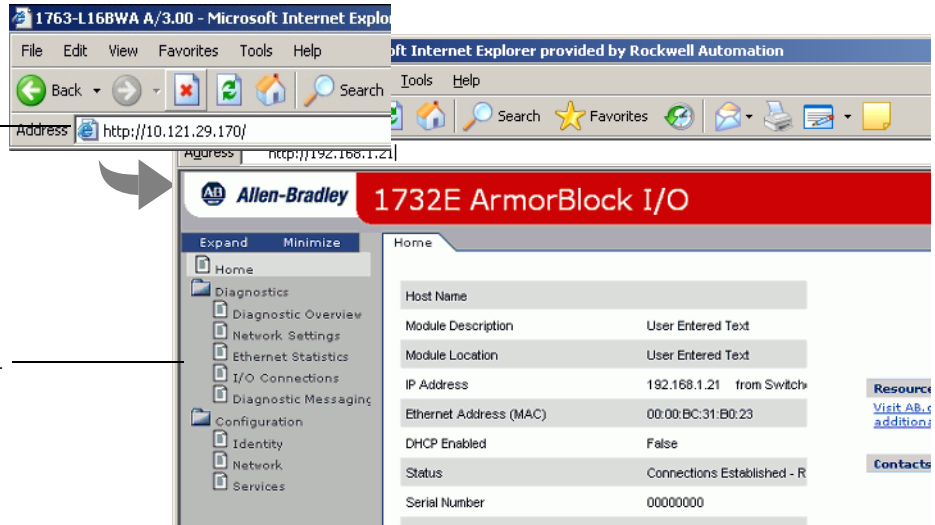 1763-L16BWA A/3.00 - Microsoft Internet Explo
File Edit View Favorites Tools Help
Back Search
Address http://10.121.29.170/
oft Internet Explorer provided by Rockwell Automation
Tools Help
Search Favorites
Address http://192.168.1.21
AB Allen-Bradley 1732E ArmorBlock I/O
Expand Minimize
Home
Diagnostics
Diagnostic Overview
Network Settings
Ethernet Statistics
I/O Connections
Diagnostic Messaging
Configuration
Identity
Network
Services
Home
Host Name
Module Description User Entered Text
Module Location User Entered Text
IP Address 192.168.1.21 from Switch
Ethernet Address (MAC) 00:00:BC:31:B0:23
DHCP Enabled False
Status Connections Established - R
Serial Number 00000000
Resource
Visit AB.c
additiona
Contacts